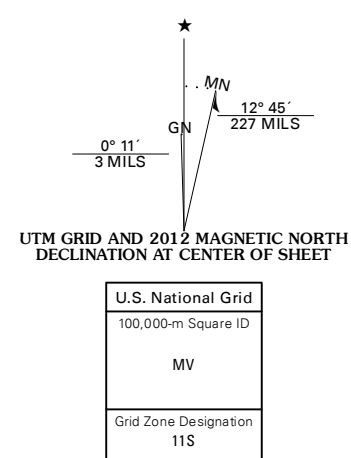 ★
MN
12° 45´
227 MILS
GN
0° 11´
3 MILS
UTM GRID AND 2012 MAGNETIC NORTH
DECLINATION AT CENTER OF SHEET
U.S. National Grid
100,000-m Square ID
MV
Grid Zone Designation
11S